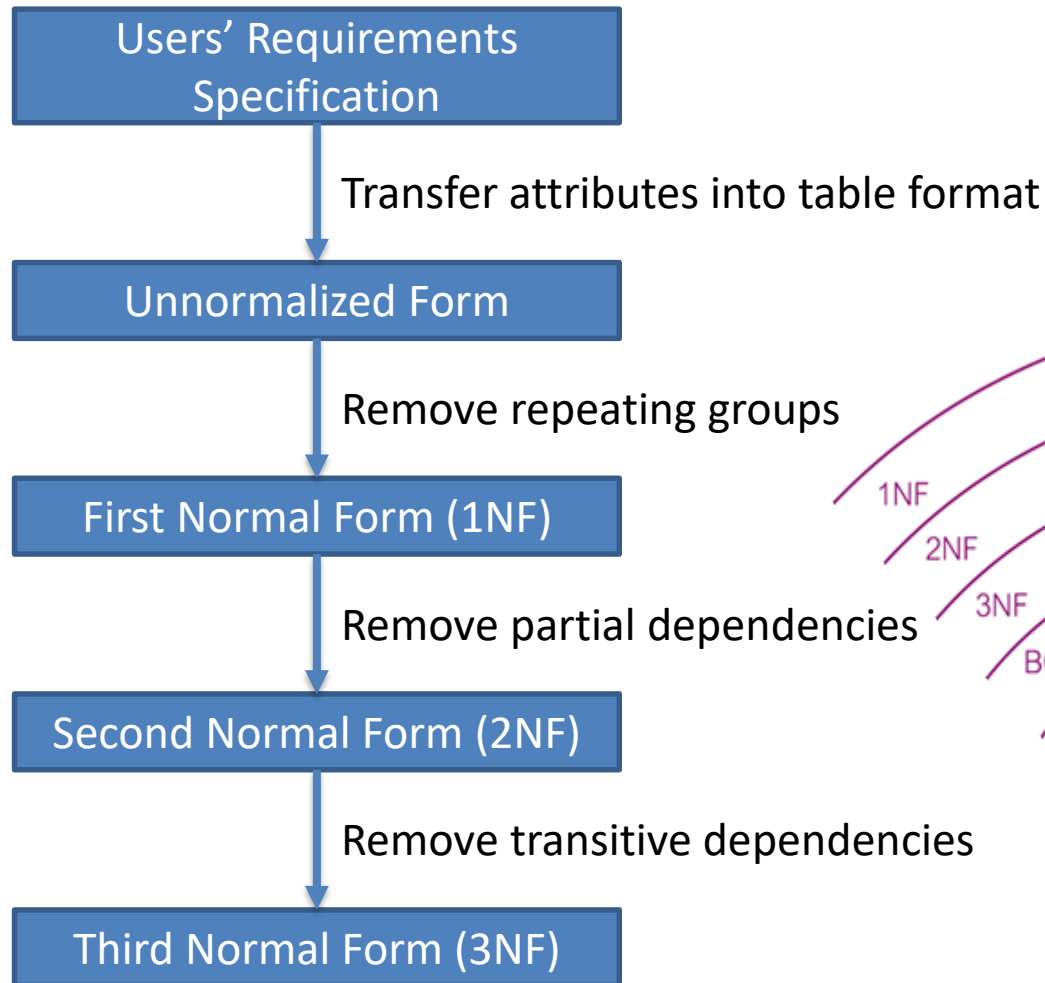 Users’ Requirements
Specification
Transfer attributes into table format
Unnormalized Form
Remove repeating groups
First Normal Form (1NF)
1NF
2NF
Remove partial dependencies
3NF
Second Normal Form (2NF)
Remove transitive dependencies
Third Normal Form (3NF)